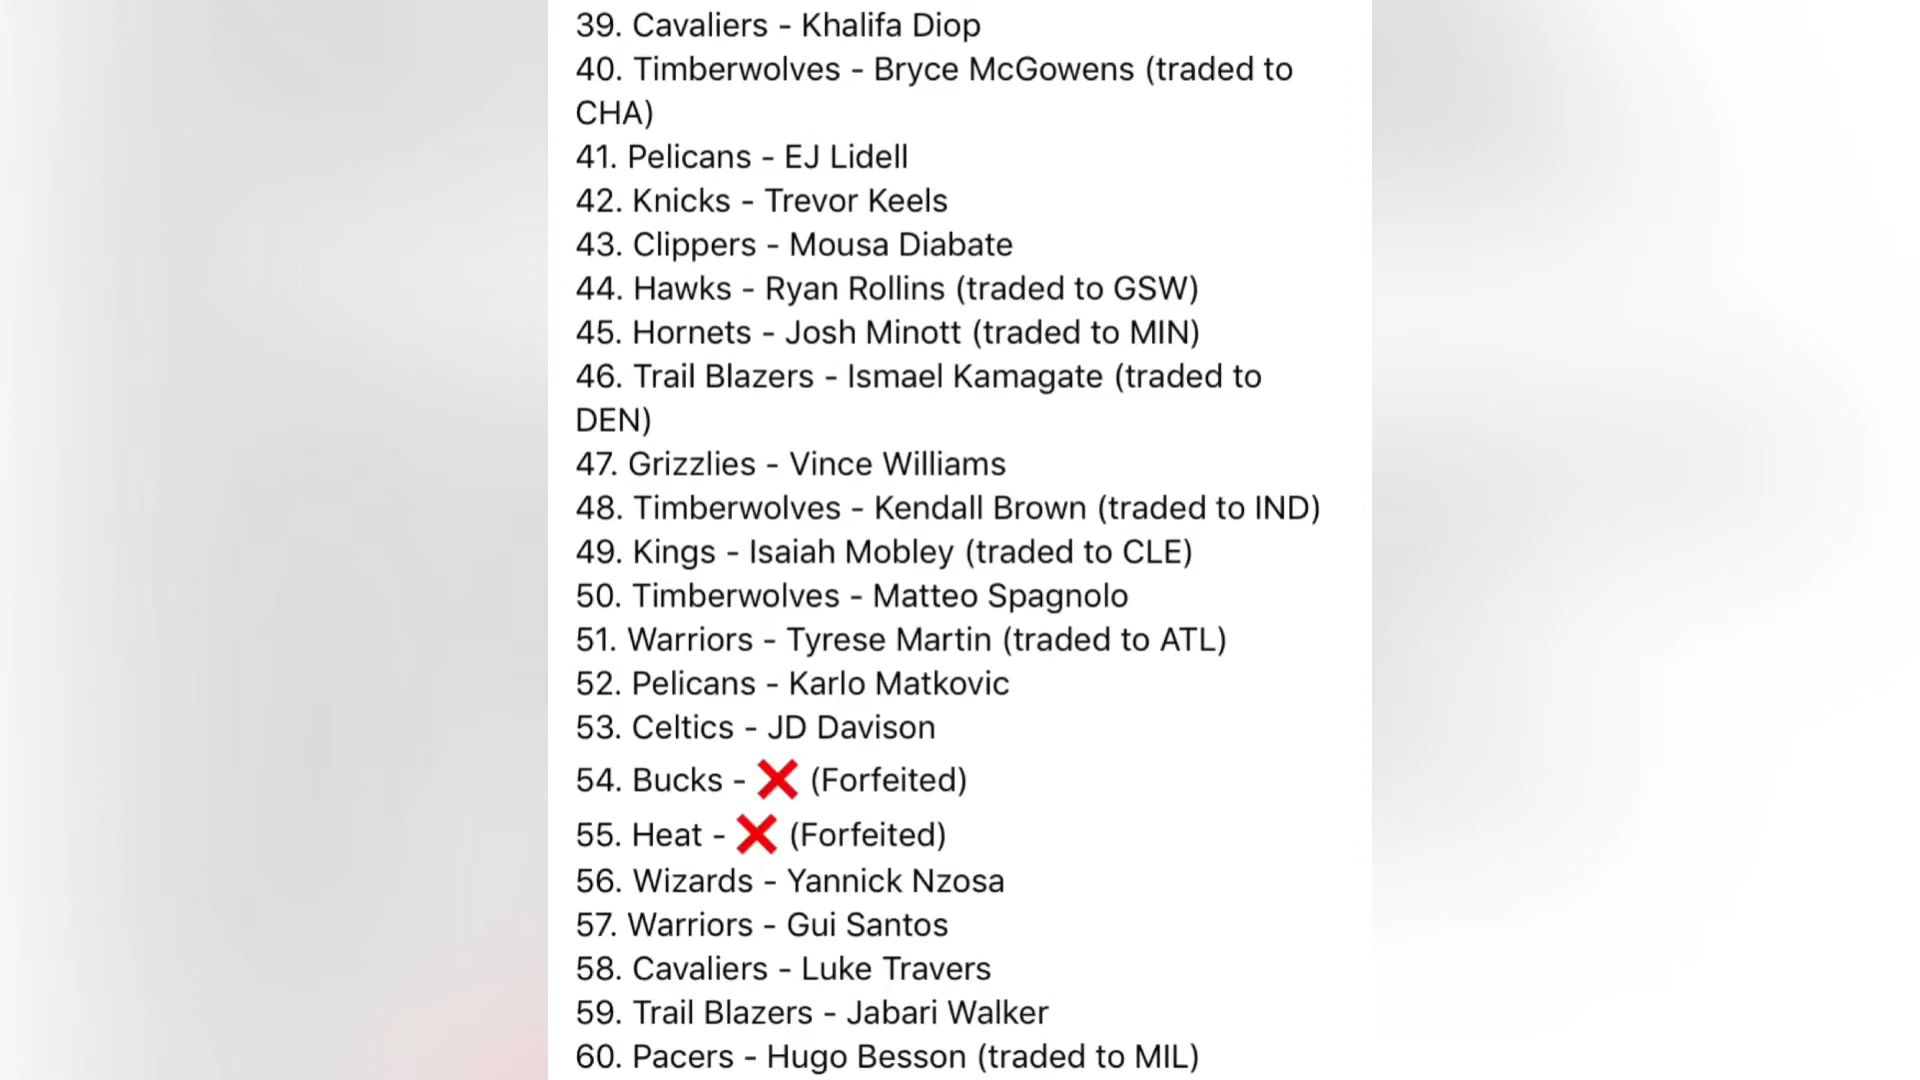 39. Cavaliers - Khalifa Diop
40. Timberwolves - Bryce McGowens (traded to
CHA)
41. Pelicans - EJ Lidell
42. Knicks - Trevor Keels
43. Clippers - Mousa Diabate
44. Hawks - Ryan Rollins (traded to GSW)
45. Hornets - Josh Minott (traded to MIN)
46. Trail Blazers - Ismael Kamagate (traded to
DEN)
47. Grizzlies - Vince Williams
48. Timberwolves - Kendall Brown (traded to IND)
49. Kings - Isaiah Mobley (traded to CLE)
50. Timberwolves - Matteo Spagnolo
51. Warriors - Tyrese Martin (traded to ATL)
52. Pelicans - Karlo Matkovic
53. Celtics - JD Davison
54. Bucks - ❌ (Forfeited)
55. Heat - ❌ (Forfeited)
56. Wizards - Yannick Nzosa
57. Warriors - Gui Santos
58. Cavaliers - Luke Travers
59. Trail Blazers - Jabari Walker
60. Pacers - Hugo Besson (traded to MIL)